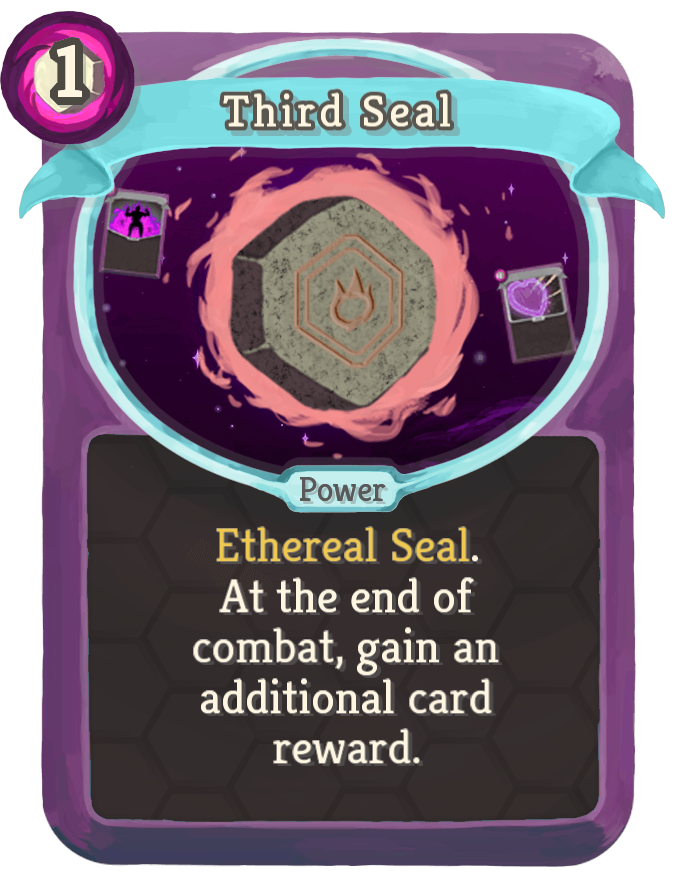 1
Third Seal
Power
Ethereal Seal.
At the end of
combat, gain an
additional card
reward.